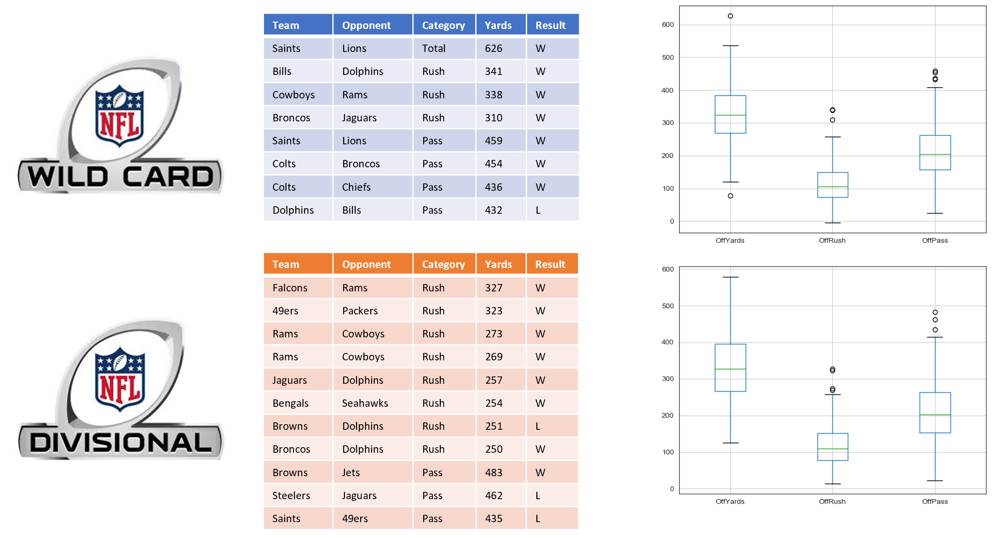 NFL
WILD CARD
Team Opponent Category Yards Result
Saints Lions Total 626 W
Bills Dolphins Rush 341 W
Cowboys Rams Rush 338 W
Broncos Jaguars Rush 310 W
Saints Lions Pass 459 W
Colts Broncos Pass 454 W
Colts Chiefs Pass 436 W
Dolphins Bills Pass 432 L
600
500
400
300
200
100
0
OffYards OffRush OffPass
NFL
DIVISIONAL
Team Opponent Category Yards Result
Falcons Rams Rush 327 W
49ers Packers Rush 323 W
Rams Cowboys Rush 273 W
Rams Cowboys Rush 269 W
Jaguars Dolphins Rush 257 W
Bengals Seahawks Rush 254 W
Browns Dolphins Rush 251 L
Broncos Dolphins Rush 250 W
Browns Jets Pass 483 W
Steelers Jaguars Pass 462 L
Saints 49ers Pass 435 L
600
500
400
300
200
100
0
OffYards OffRush OffPass